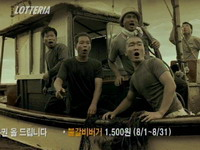 LOTTERIA
권 을 드립니다 • 불갈비버거 1,500원 (8/1~8/31)